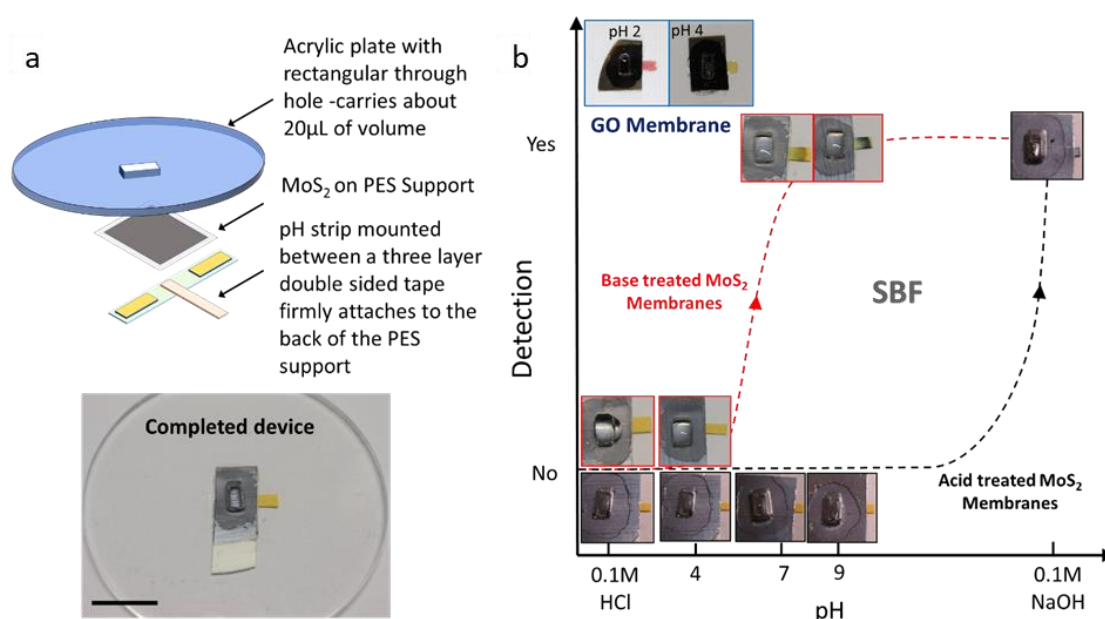 a
Acrylic plate with
rectangular through
hole -carries about
20µL of volume
MoS₂ on PES Support
pH strip mounted
between a three layer
double sided tape
firmly attaches to the
back of the PES
support
Completed device
b
pH 2
pH 4
GO Membrane
Detection
Yes
No
Base treated MoS₂
Membranes
SBF
Acid treated MoS₂
Membranes
0.1M
HCl
4
7
9
0.1M
NaOH
pH